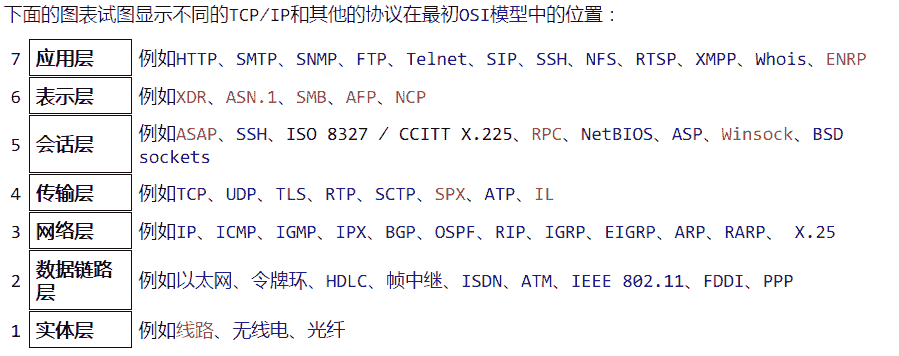 下面的图表试图显示不同的TCP/IP和其他的协议在最初OSI模型中的位置：
7 应用层 例如HTTP、SMTP、SNMP、FTP、Telnet、SIP、SSH、NFS、RTSP、XMPP、Whois、ENRP
6 表示层 例如XDR、ASN.1、SMB、AFP、NCP
5 会话层 例如ASAP、SSH、ISO 8327 / CCITT X.225、RPC、NetBIOS、ASP、Winsock、BSD
sockets
4 传输层 例如TCP、UDP、TLS、RTP、SCTP、SPX、ATP、IL
3 网络层 例如IP、ICMP、IGMP、IPX、BGP、OSPF、RIP、IGRP、EIGRP、ARP、RARP、 X.25
2 数据链路
层 例如以太网、令牌环、HDLC、帧中继、ISDN、ATM、IEEE 802.11、FDDI、PPP
1 实体层 例如线路、无线电、光纤